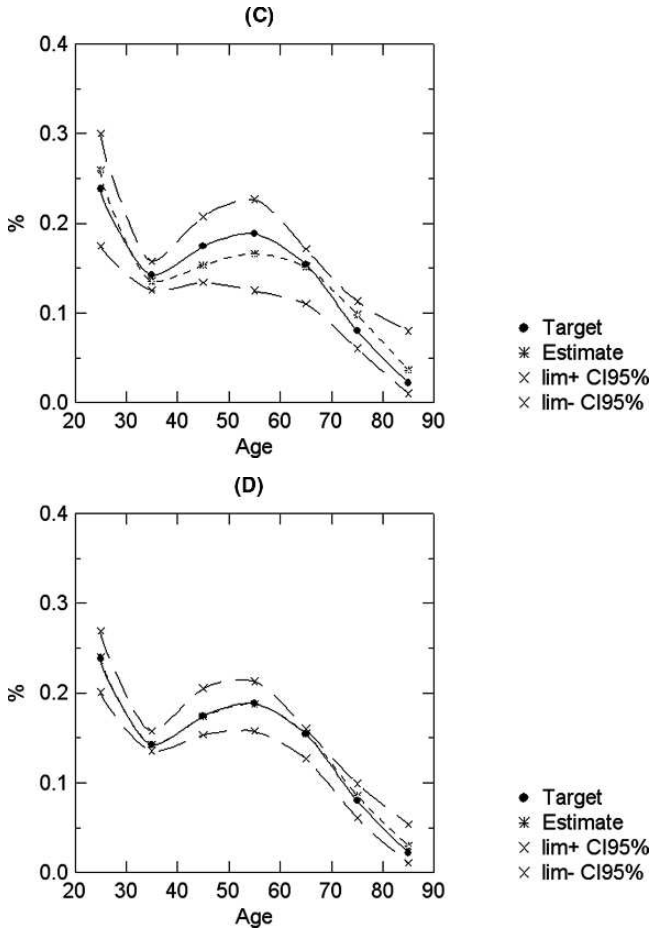 (C)
0.4
0.3
0.2
0.1
0.0
%
20 30 40 50 60 70 80 90
Age
Target
Estimate
lim+ CI95%
lim- CI95%
(D)
0.4
0.3
0.2
0.1
0.0
%
20 30 40 50 60 70 80 90
Age
Target
Estimate
lim+ CI95%
lim- CI95%